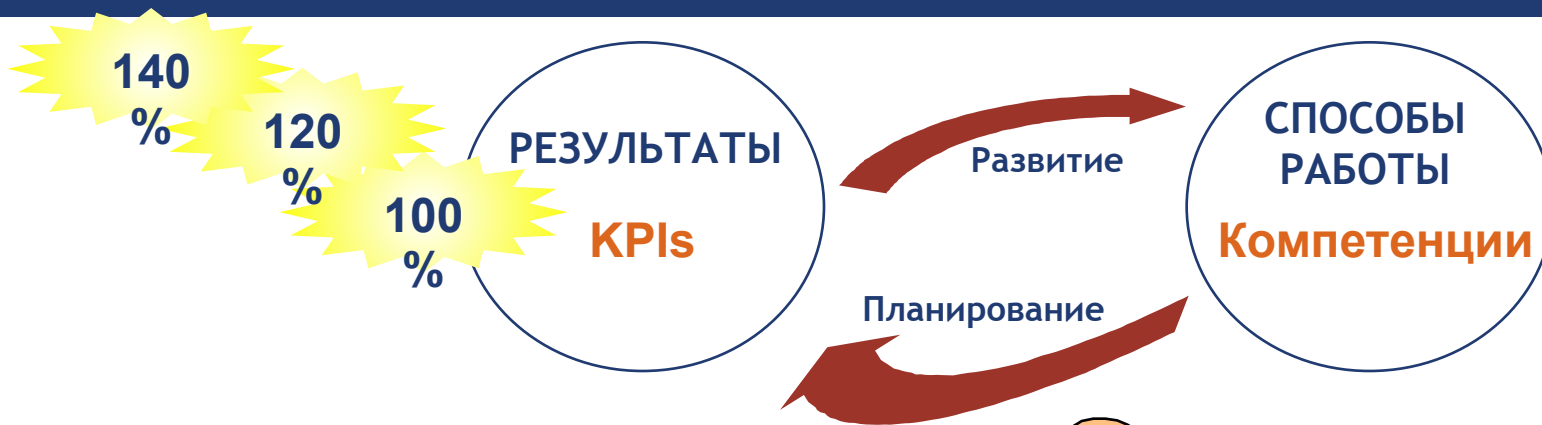 140
%
120
%
100
%
РЕЗУЛЬТАТЫ
KPIs
Развитие
Планирование
СПОСОБЫ
РАБОТЫ
Компетенции